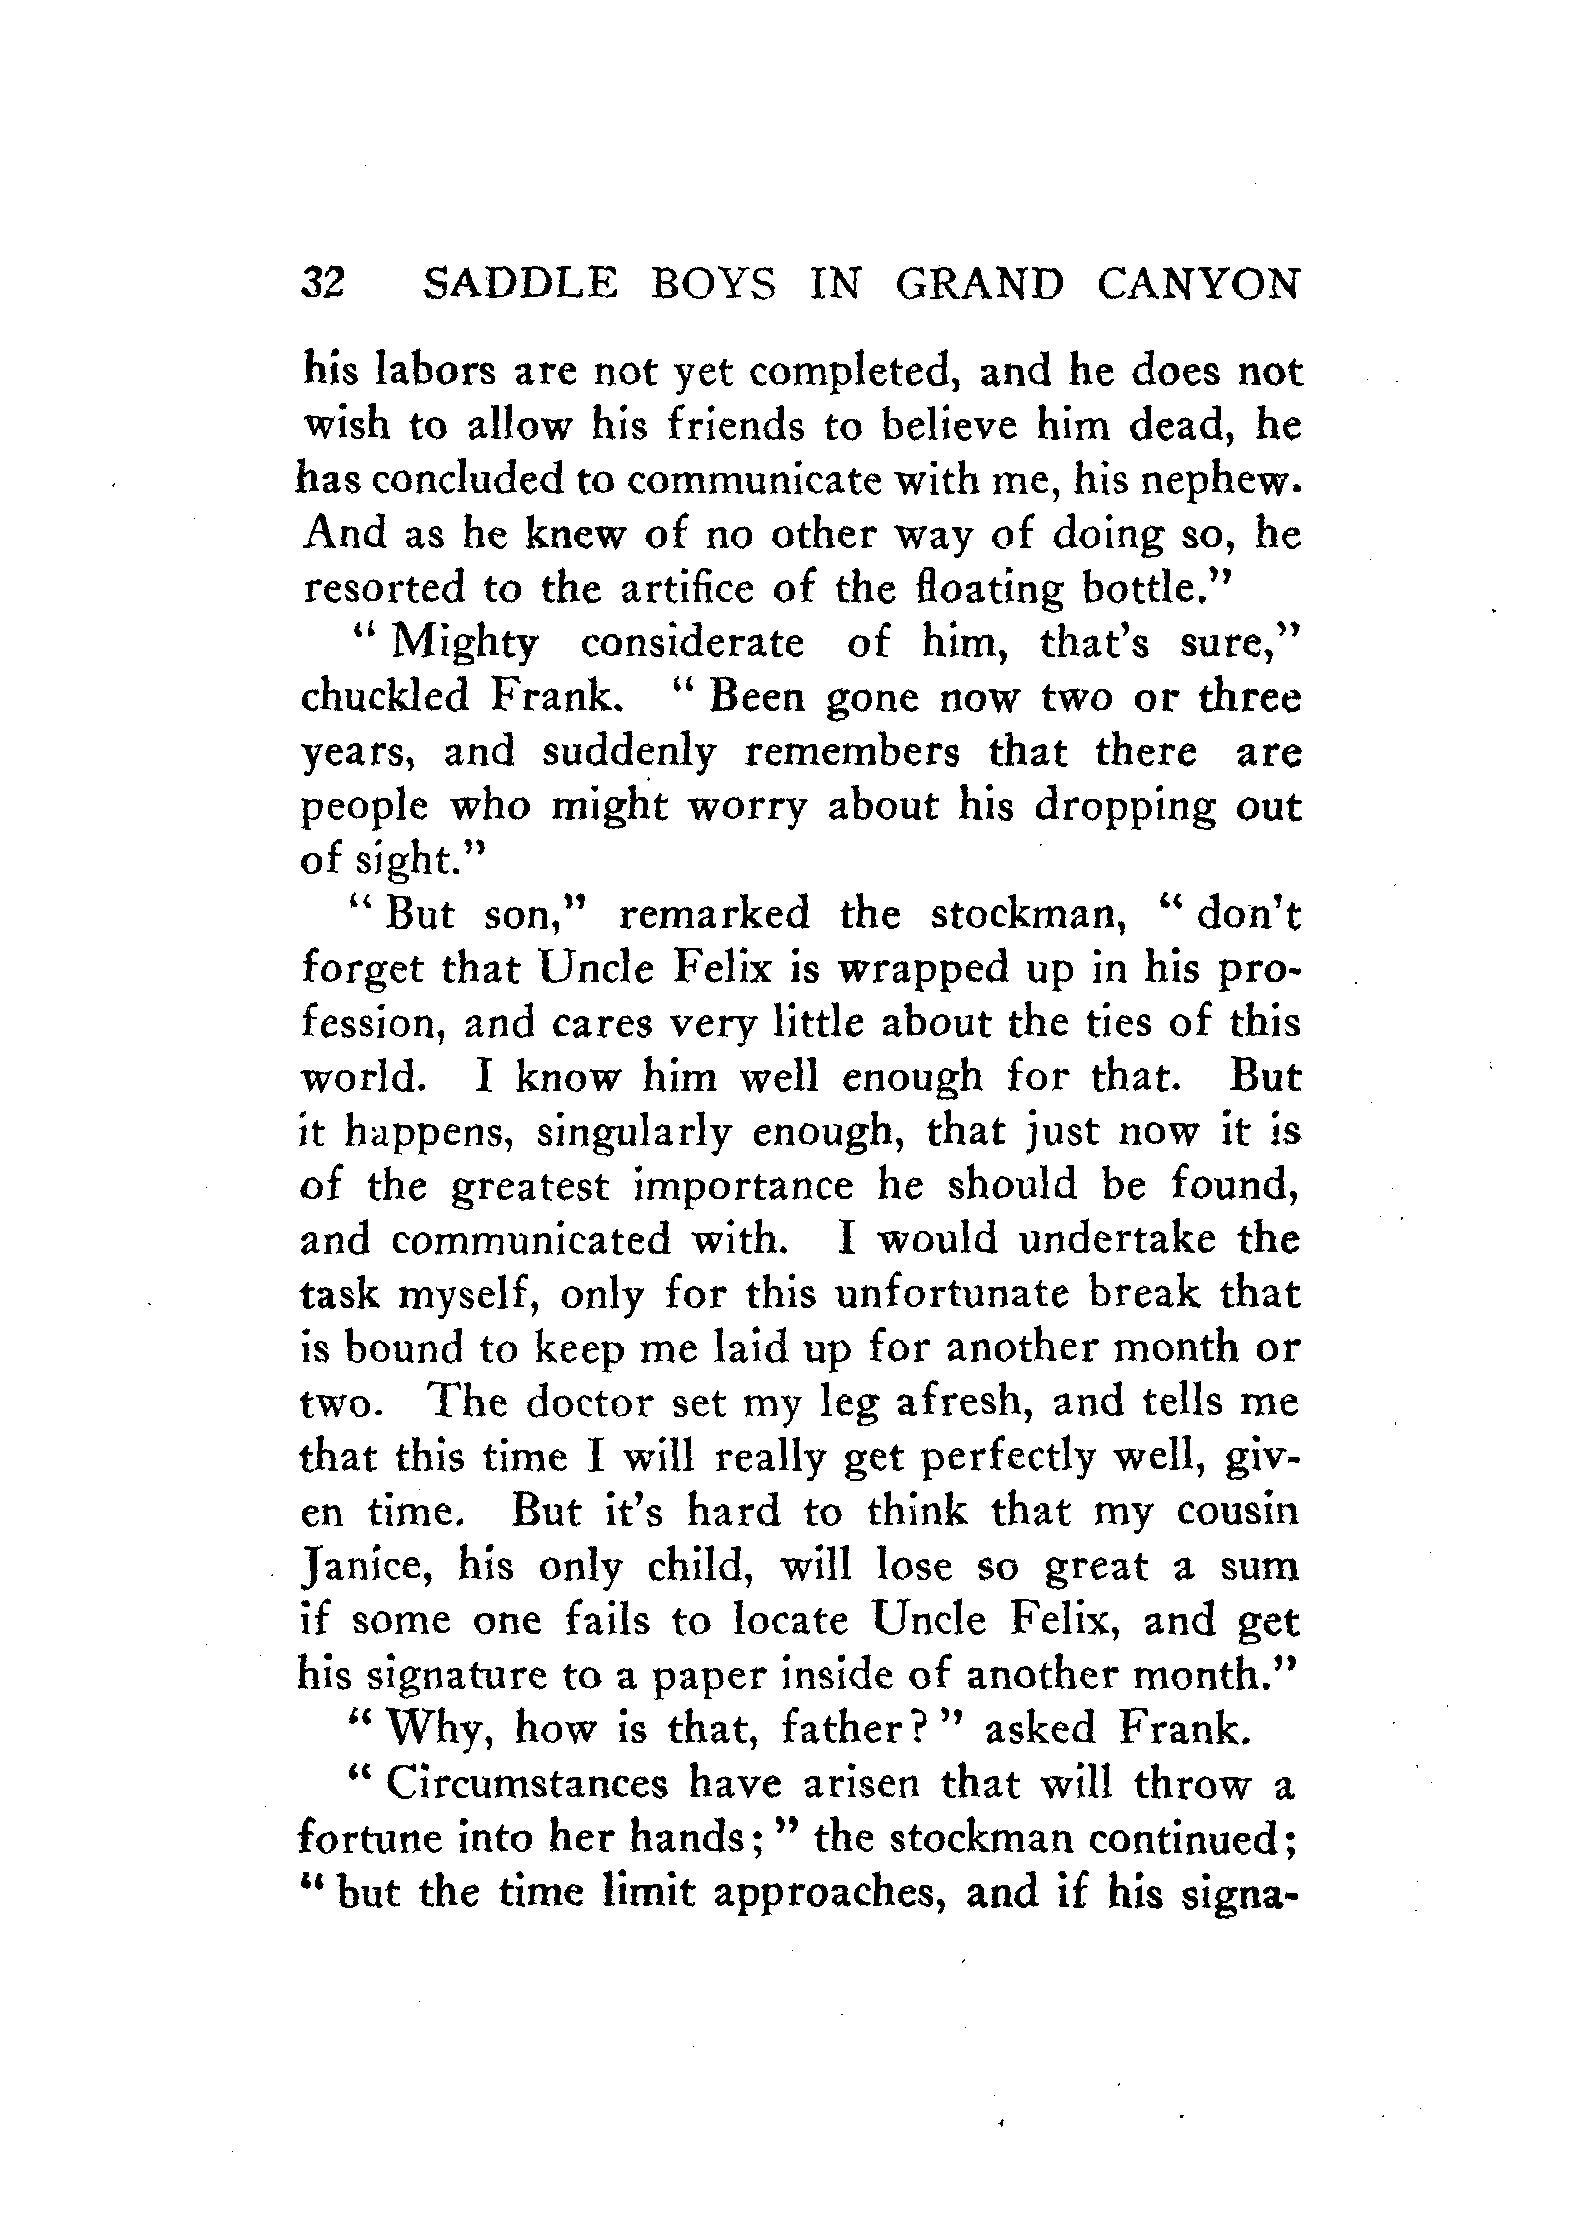 32 SADDLE BOYS IN GRAND CANYON
his labors are not yet completed, and he does not
wish to allow his friends to believe him dead, he
has concluded to communicate with me, his nephew.
And as he knew of no other way of doing so, he
resorted to the artifice of the floating bottle."
" Mighty considerate of him, that's sure,"
chuckled Frank. " Been gone now two or three
years, and suddenly remembers that there are
people who might worry about his dropping out
of sight."
" But son," remarked the stockman, " don't
forget that Uncle Felix is wrapped up in his pro-
fession, and cares very little about the ties of this
world. I know him well enough for that. But
it happens, singularly enough, that just now it is
of the greatest importance he should be found,
and communicated with. I would undertake the
task myself, only for this unfortunate break that
is bound to keep me laid up for another month or
two. The doctor set my leg afresh, and tells me
that this time I will really get perfectly well, giv-
en time. But it's hard to think that my cousin
Janice, his only child, will lose so great a sum
if some one fails to locate Uncle Felix, and get
his signature to a paper inside of another month."
" Why, how is that, father? " asked Frank.
" Circumstances have arisen that will throw a
fortune into her hands; " the stockman continued;
" but the time limit approaches, and if his signa-